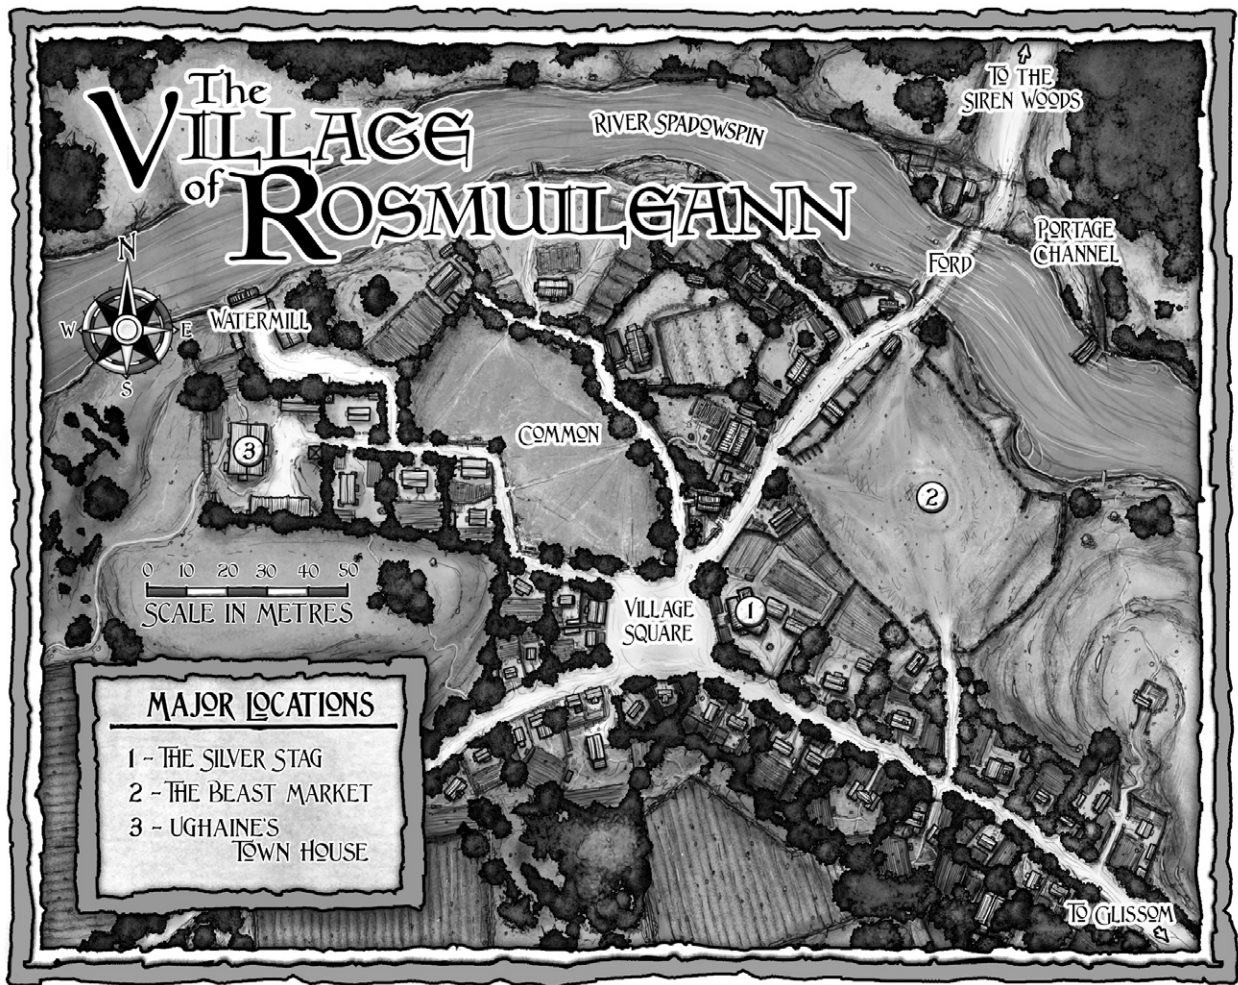 The
VILLAGE
of ROSMUILEANN
RIVER SPADOWSPIN
TO THE
SIREN WOODS
PORTAGE
CHANNEL
FORD
N
W E
S
WATERMILL
COMMON
3
2
0 10 20 30 40 50
SCALE IN METRES
VILLAGE
SQUARE
1
MAJOR LOCATIONS
1 - THE SILVER STAG
2 - THE BEAST MARKET
3 - UGHAINE'S
TOWN HOUSE
TO GLISSOM